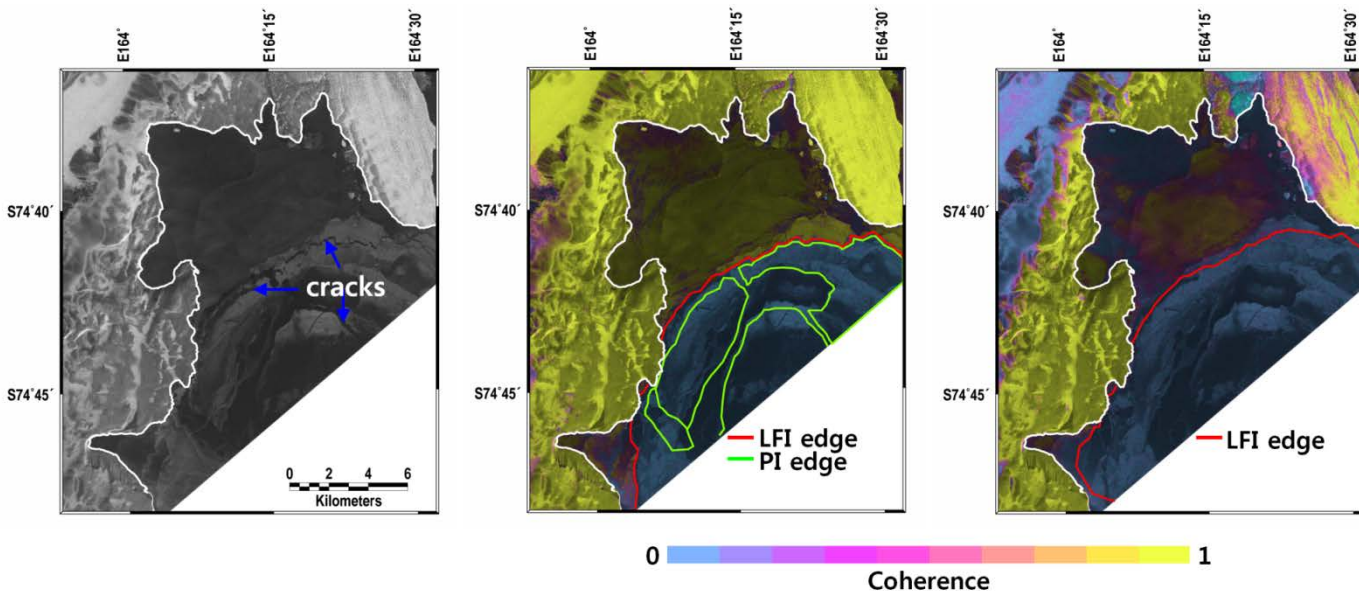 E164° E164°15´ E164°30´ E164° E164°15´ E164°30´ E164° E164°15´ E164°30´
S74°40´ S74°40´ S74°40´
cracks
S74°45´ S74°45´ S74°45´
LFI edge LFI edge
PI edge
0 2 4 6
Kilometers
0 1
Coherence